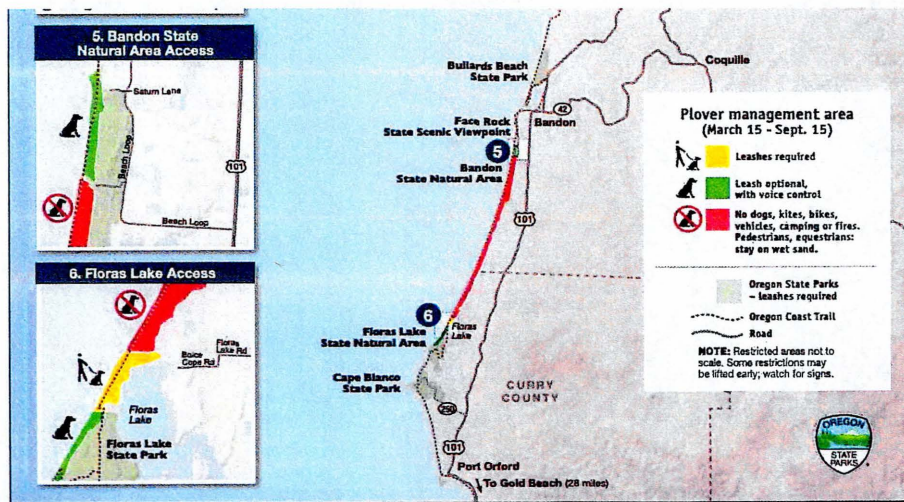 5. Bandon State
Natural Area Access
Saturn Lane
Beach Loop
101
Beach Loop
6. Floras Lake Access
Boice
Cope Rd
Floras
Lake Rd
Floras
Lake
Floras Lake
State Park
Bullards Beach
State Park
Coquille
42
Face Rock
State Scenic Viewpoint
Bandon
5
Bandon
State Natural Area
101
6
Floras Lake
State Natural Area
Floras
Lake
Cape Blanco
State Park
CURRY
COUNTY
250
101
Port Orford
To Gold Beach (28 miles)
Plover management area
(March 15 - Sept. 15)
Leashes required
Leash optional,
with voice control
No dogs, kites, bikes,
vehicles, camping or fires.
Pedestrians, equestrians:
stay on wet sand.
Oregon State Parks
– leashes required
Oregon Coast Trail
Road
NOTE: Restricted areas not to
scale. Some restrictions may
be lifted early; watch for signs.
OREGON
STATE
PARKS